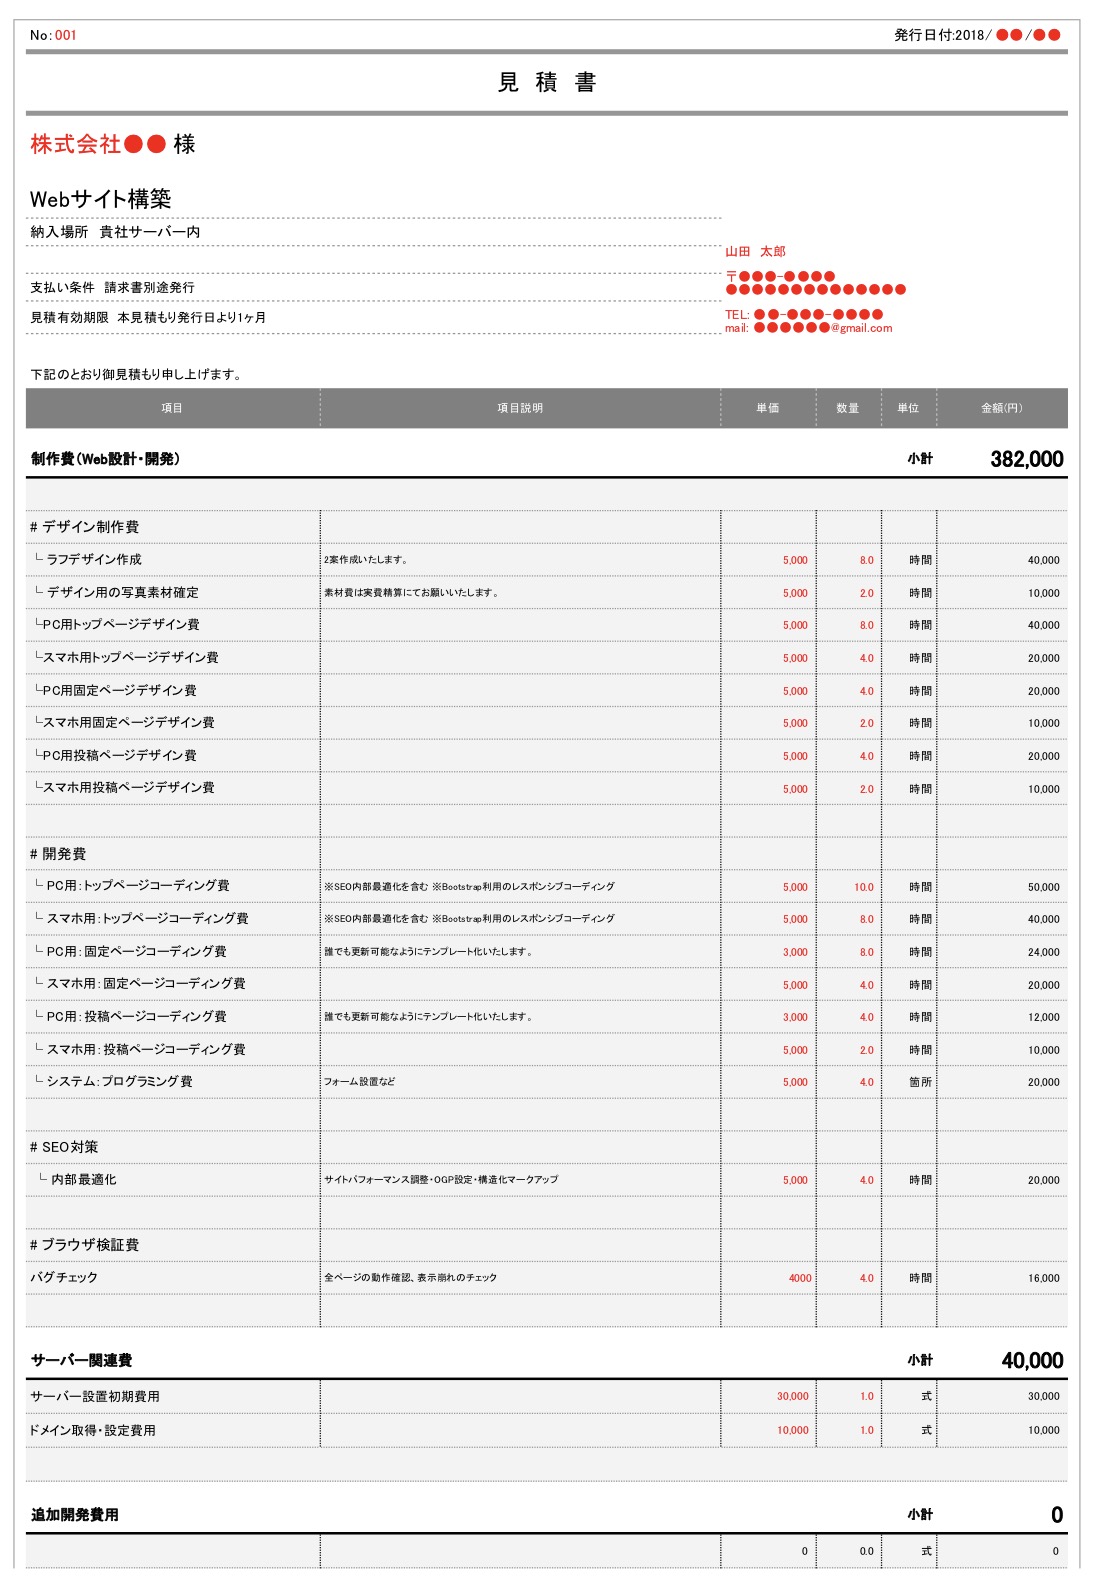 No:001 発行日付:2018/●●/●●
見 積 書
株式会社●● 様
Webサイト構築
納入場所 貴社サーバー内
山田 太郎
〒●●●-●●●●
支払い条件 請求書別途発行
●●●●●●●●●●●●●●
見積有効期限 本見積もり発行日より1ヶ月
TEL: ●●-●●●-●●●●
mail: ●●●●●●@gmail.com
下記のとおり御見積もり申し上げます。
項目 項目説明 単価 数量 単位 金額(円)
制作費(Web設計・開発) 小計 382,000
# デザイン制作費
└ ラフデザイン作成 2案作成いたします。 5,000 8.0 時間 40,000
└ デザイン用の写真素材確定 素材費は実費精算にてお願いいたします。 5,000 2.0 時間 10,000
└PC用トップページデザイン費 5,000 8.0 時間 40,000
└スマホ用トップページデザイン費 5,000 4.0 時間 20,000
└PC用固定ページデザイン費 5,000 4.0 時間 20,000
└スマホ用固定ページデザイン費 5,000 2.0 時間 10,000
└PC用投稿ページデザイン費 5,000 4.0 時間 20,000
└スマホ用投稿ページデザイン費 5,000 2.0 時間 10,000
# 開発費
└ PC用:トップページコーディング費 ※SEO内部最適化を含む ※Bootstrap利用のレスポンシブコーディング 5,000 10.0 時間 50,000
└ スマホ用:トップページコーディング費 ※SEO内部最適化を含む ※Bootstrap利用のレスポンシブコーディング 5,000 8.0 時間 40,000
└ PC用:固定ページコーディング費 誰でも更新可能なようにテンプレート化いたします。 3,000 8.0 時間 24,000
└ スマホ用:固定ページコーディング費 5,000 4.0 時間 20,000
└ PC用:投稿ページコーディング費 誰でも更新可能なようにテンプレート化いたします。 3,000 4.0 時間 12,000
└ スマホ用:投稿ページコーディング費 5,000 2.0 時間 10,000
└ システム:プログラミング費 フォーム設置など 5,000 4.0 箇所 20,000
# SEO対策
└ 内部最適化 サイトパフォーマンス調整・OGP設定・構造化マークアップ 5,000 4.0 時間 20,000
# ブラウザ検証費
バグチェック 全ページの動作確認、表示崩れのチェック 4000 4.0 時間 16,000
サーバー関連費 小計 40,000
サーバー設置初期費用 30,000 1.0 式 30,000
ドメイン取得・設定費用 10,000 1.0 式 10,000
追加開発費用 小計 0
0 0.0 式 0